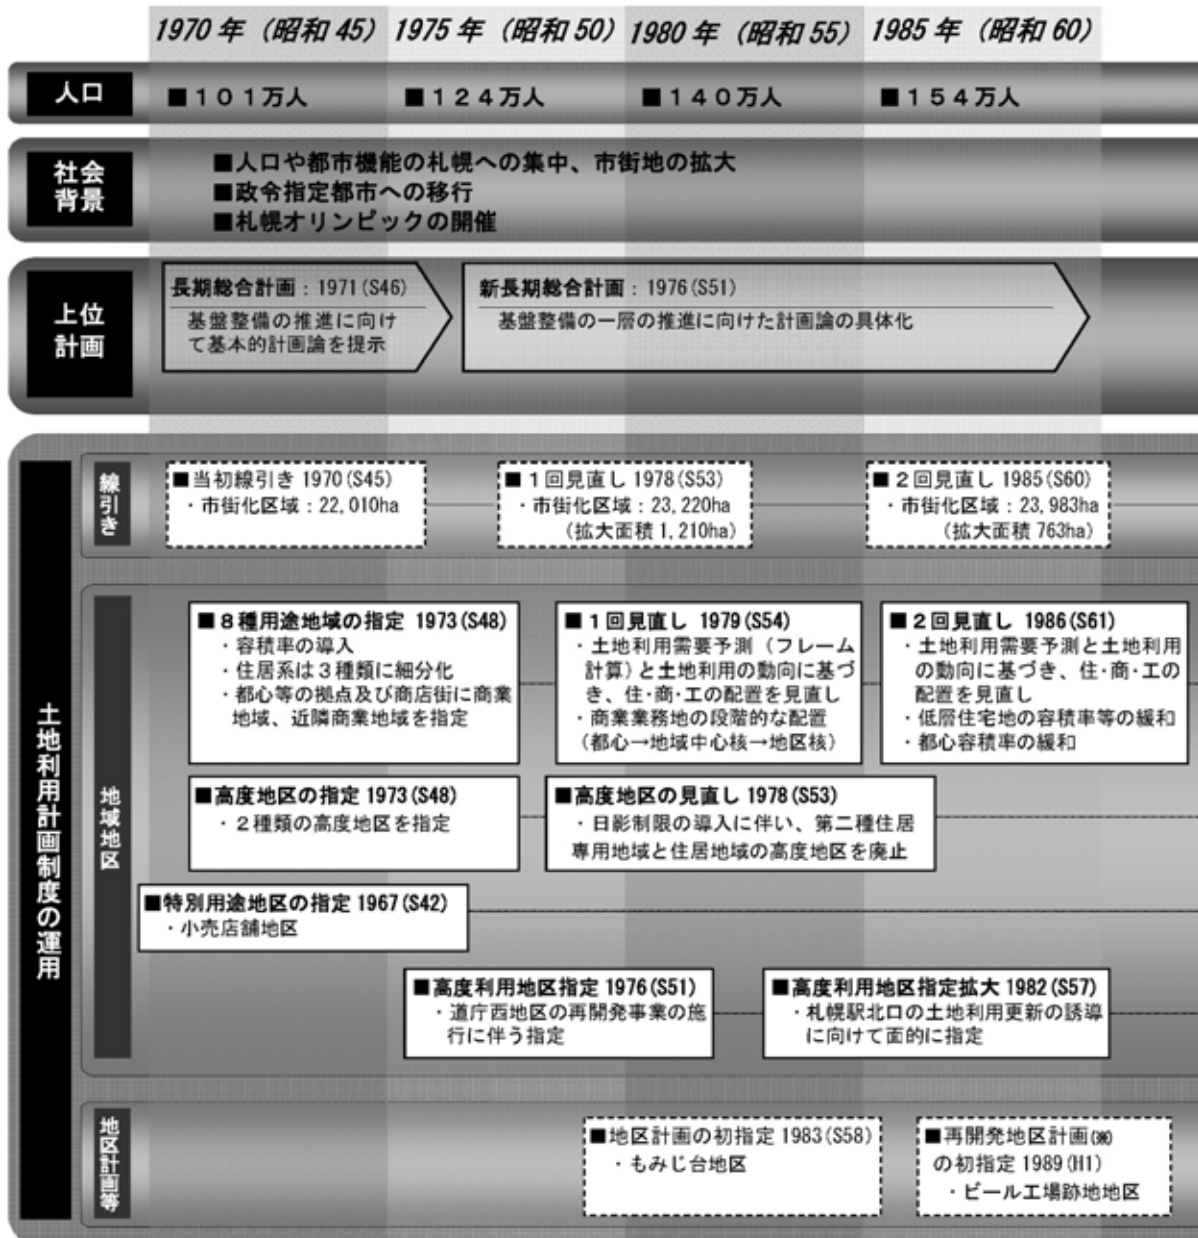 1970年（昭和45）
1975年（昭和50）
1980年（昭和55）
1985年（昭和60）
人口
■１０１万人
■１２４万人
■１４０万人
■１５４万人
社会
背景
■人口や都市機能の札幌への集中、市街地の拡大
■政令指定都市への移行
■札幌オリンピックの開催
上位
計画
長期総合計画：1971(S46)
基盤整備の推進に向け
て基本的計画論を提示
新長期総合計画：1976(S51)
基盤整備の一層の推進に向けた計画論の具体化
土地利用計画制度の運用
線引き
■当初線引き 1970(S45)
・市街化区域：22,010ha
■１回見直し 1978(S53)
・市街化区域：23,220ha
(拡大面積 1,210ha)
■２回見直し 1985(S60)
・市街化区域：23,983ha
(拡大面積 763ha)
地域地区
■８種用途地域の指定 1973(S48)
・容積率の導入
・住居系は３種類に細分化
・都心等の拠点及び商店街に商業
地域、近隣商業地域を指定
■１回見直し 1979(S54)
・土地利用需要予測（フレーム
計算）と土地利用の動向に基づ
き、住・商・工の配置を見直し
・商業業務地の段階的な配置
(都心→地域中心核→地区核)
■２回見直し 1986(S61)
・土地利用需要予測と土地利用
の動向に基づき、住・商・工の
配置を見直し
・低層住宅地の容積率等の緩和
・都心容積率の緩和
■高度地区の指定 1973(S48)
・２種類の高度地区を指定
■高度地区の見直し 1978(S53)
・日影制限の導入に伴い、第二種住居
専用地域と住居地域の高度地区を廃止
■特別用途地区の指定 1967(S42)
・小売店舗地区
■高度利用地区指定 1976(S51)
・道庁西地区の再開発事業の施
行に伴う指定
■高度利用地区指定拡大 1982(S57)
・札幌駅北口の土地利用更新の誘導
に向けて面的に指定
地区計画等
■地区計画の初指定 1983(S58)
・もみじ台地区
■再開発地区計画(※)
の初指定 1989(H1)
・ビール工場跡地地区